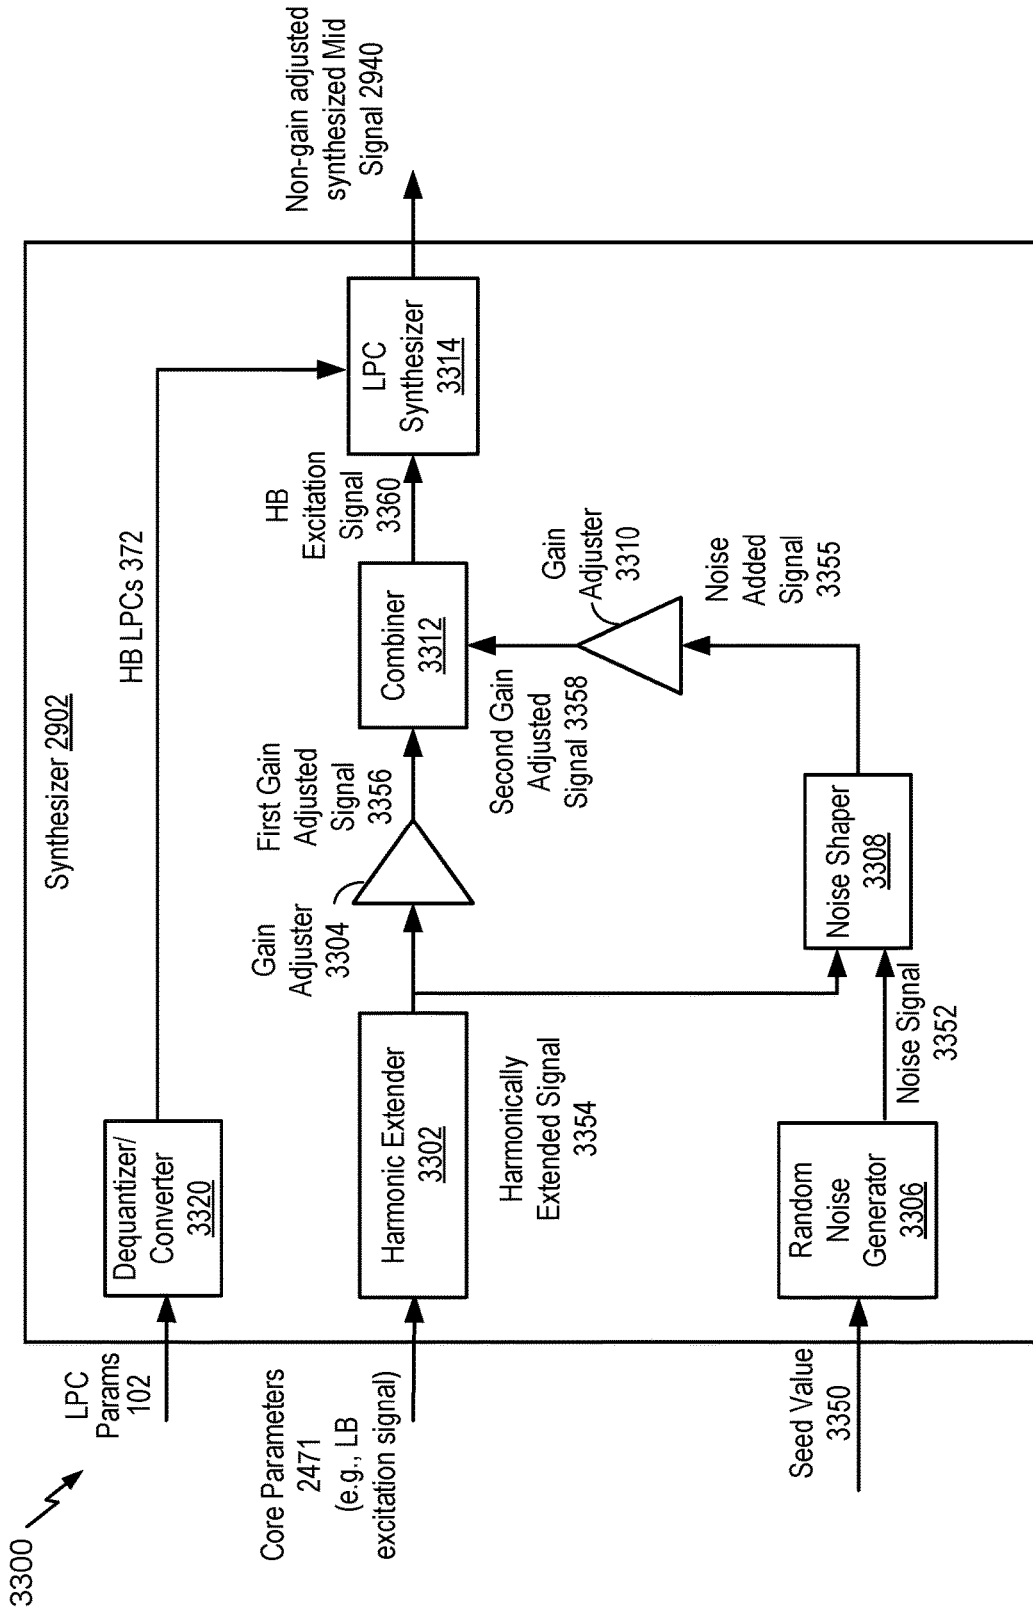 3300
Synthesizer 2902
LPC
Params
102
Dequantizer/
Converter
3320
HB LPCs 372
Core Parameters
2471
(e.g., LB
excitation signal)
Harmonic Extender
3302
Harmonically
Extended Signal
3354
Gain
Adjuster
3304
First Gain
Adjusted
Signal
3356
Combiner
3312
HB
Excitation
Signal
3360
LPC
Synthesizer
3314
Non-gain adjusted
synthesized Mid
Signal 2940
Second Gain
Adjusted
Signal 3358
Gain
Adjuster
3310
Noise
Added
Signal
3355
Seed Value
3350
Random
Noise
Generator
3306
Noise Signal
3352
Noise Shaper
3308